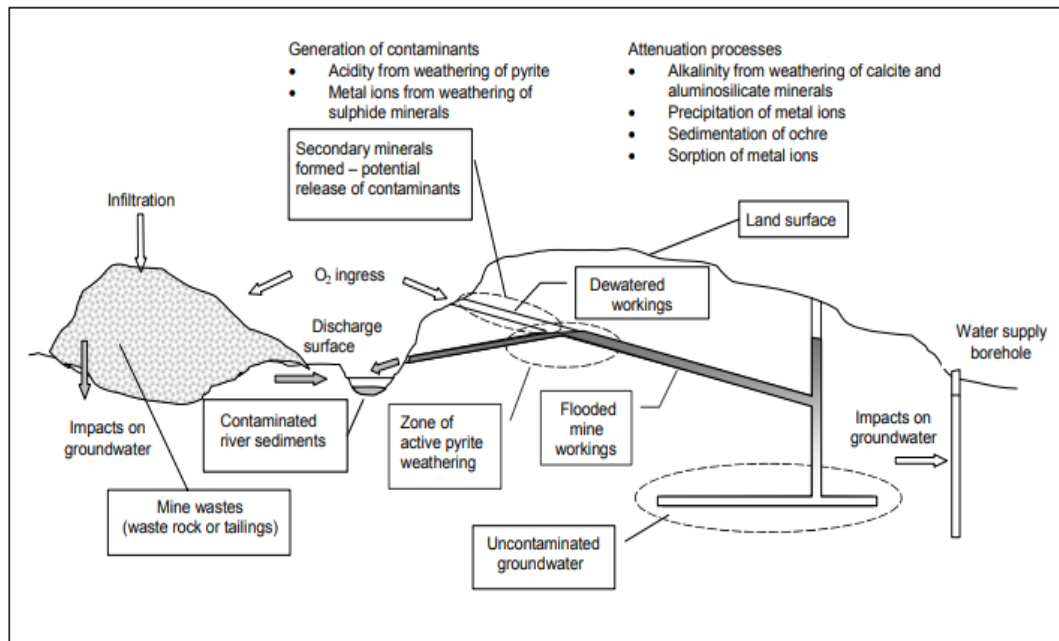 Generation of contaminants
• Acidity from weathering of pyrite
• Metal ions from weathering of
sulphide minerals
Attenuation processes
• Alkalinity from weathering of calcite and
aluminosilicate minerals
• Precipitation of metal ions
• Sedimentation of ochre
• Sorption of metal ions
Secondary minerals
formed – potential
release of contaminants
Infiltration
Land surface
O₂ ingress
Dewatered
workings
Discharge
surface
Water supply
borehole
Impacts on
groundwater
Contaminated
river sediments
Zone of
active pyrite
weathering
Flooded
mine
workings
Impacts on
groundwater
Mine wastes
(waste rock or tailings)
Uncontaminated
groundwater